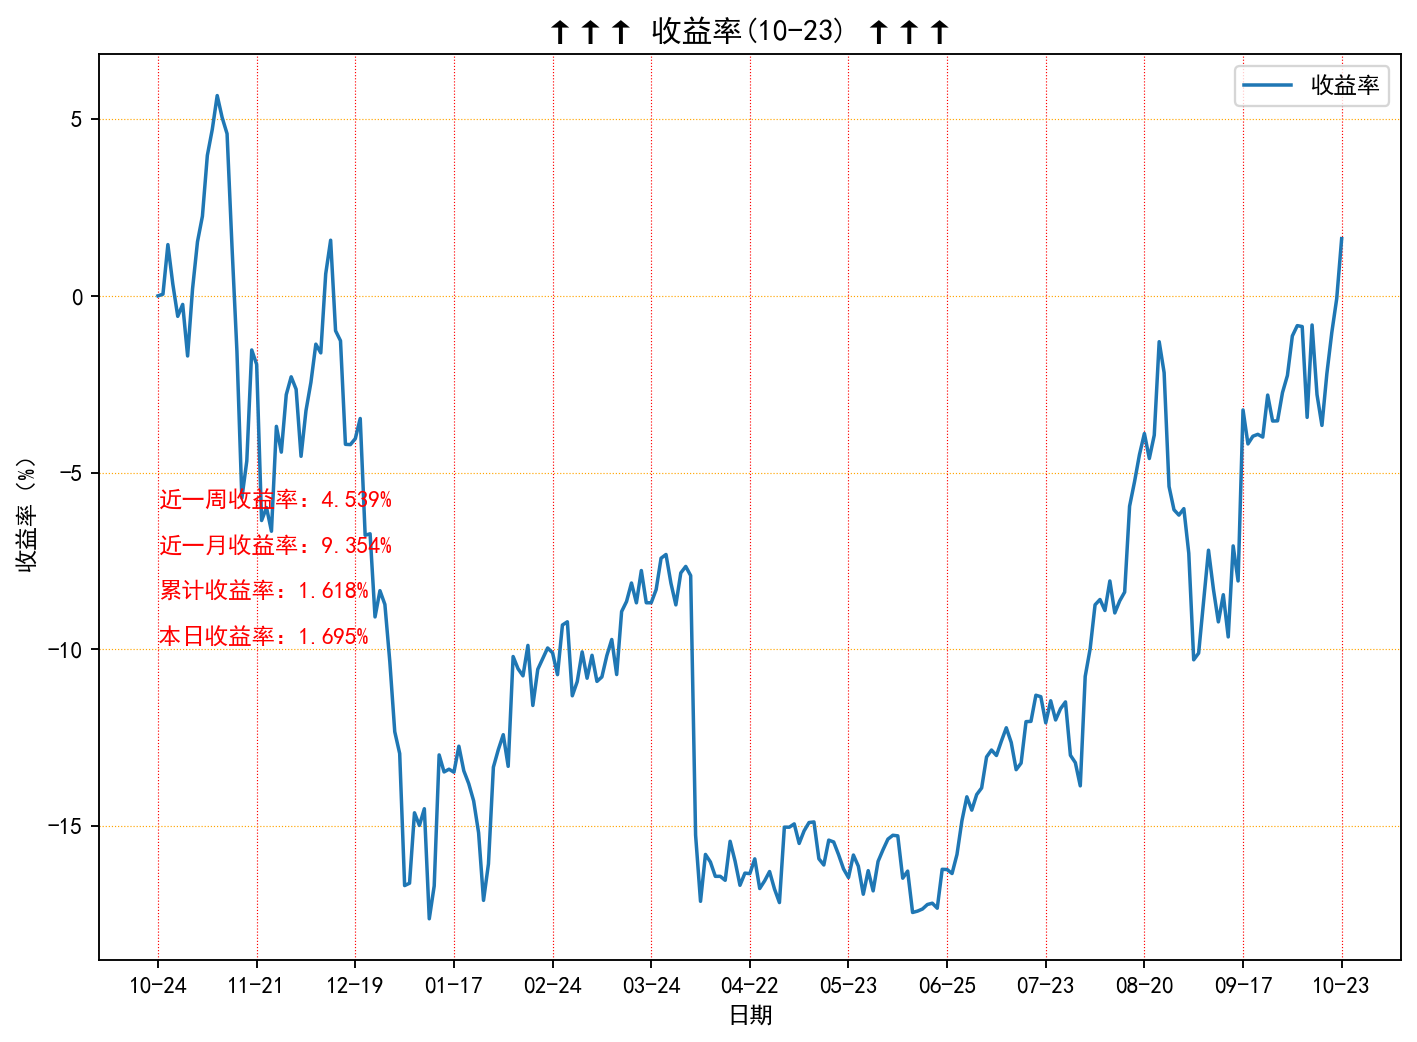 ↑↑↑ 收益率(10-23) ↑↑↑
收益率
5
0
-5
-10
-15
收益率 (%)
近一周收益率: 4.539%
近一月收益率: 9.354%
累计收益率: 1.618%
本日收益率: 1.695%
10-24 11-21 12-19 01-17 02-24 03-24 04-22 05-23 06-25 07-23 08-20 09-17 10-23
日期